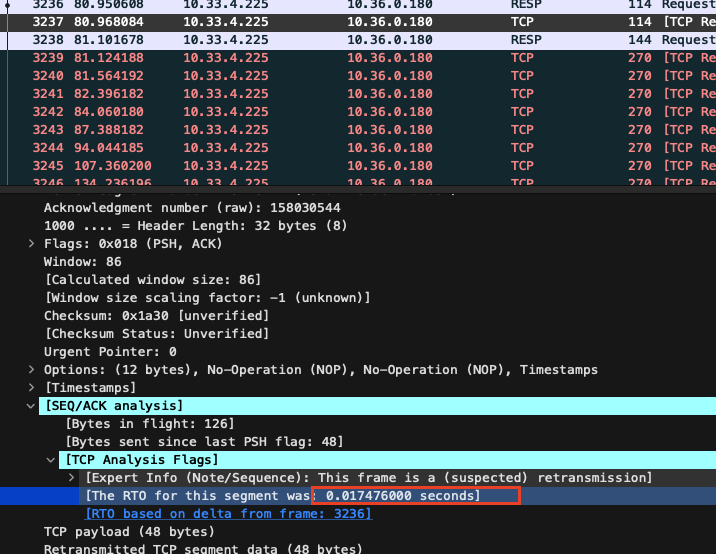 3236 80.950608 10.33.4.225 10.36.0.180 RESP 114 Request
3237 80.968084 10.33.4.225 10.36.0.180 TCP 114 [TCP Re
3238 81.101678 10.33.4.225 10.36.0.180 RESP 144 Request
3239 81.124188 10.33.4.225 10.36.0.180 TCP 270 [TCP Re
3240 81.564192 10.33.4.225 10.36.0.180 TCP 270 [TCP Re
3241 82.396182 10.33.4.225 10.36.0.180 TCP 270 [TCP Re
3242 84.060180 10.33.4.225 10.36.0.180 TCP 270 [TCP Re
3243 87.388182 10.33.4.225 10.36.0.180 TCP 270 [TCP Re
3244 94.044185 10.33.4.225 10.36.0.180 TCP 270 [TCP Re
3245 107.360200 10.33.4.225 10.36.0.180 TCP 270 [TCP Re
3246 134.236196 10.33.4.225 10.36.0.180 TCP 270 [TCP Re
Acknowledgment number (raw): 158030544
1000 .... = Header Length: 32 bytes (8)
Flags: 0x018 (PSH, ACK)
Window: 86
[Calculated window size: 86]
[Window size scaling factor: -1 (unknown)]
Checksum: 0x1a30 [unverified]
[Checksum Status: Unverified]
Urgent Pointer: 0
Options: (12 bytes), No-Operation (NOP), No-Operation (NOP), Timestamps
[Timestamps]
[SEQ/ACK analysis]
[Bytes in flight: 126]
[Bytes sent since last PSH flag: 48]
[TCP Analysis Flags]
[Expert Info (Note/Sequence): This frame is a (suspected) retransmission]
[The RTO for this segment was: 0.017476000 seconds]
[RTO based on delta from frame: 3236]
TCP payload (48 bytes)
Retransmitted TCP segment data (48 bytes)